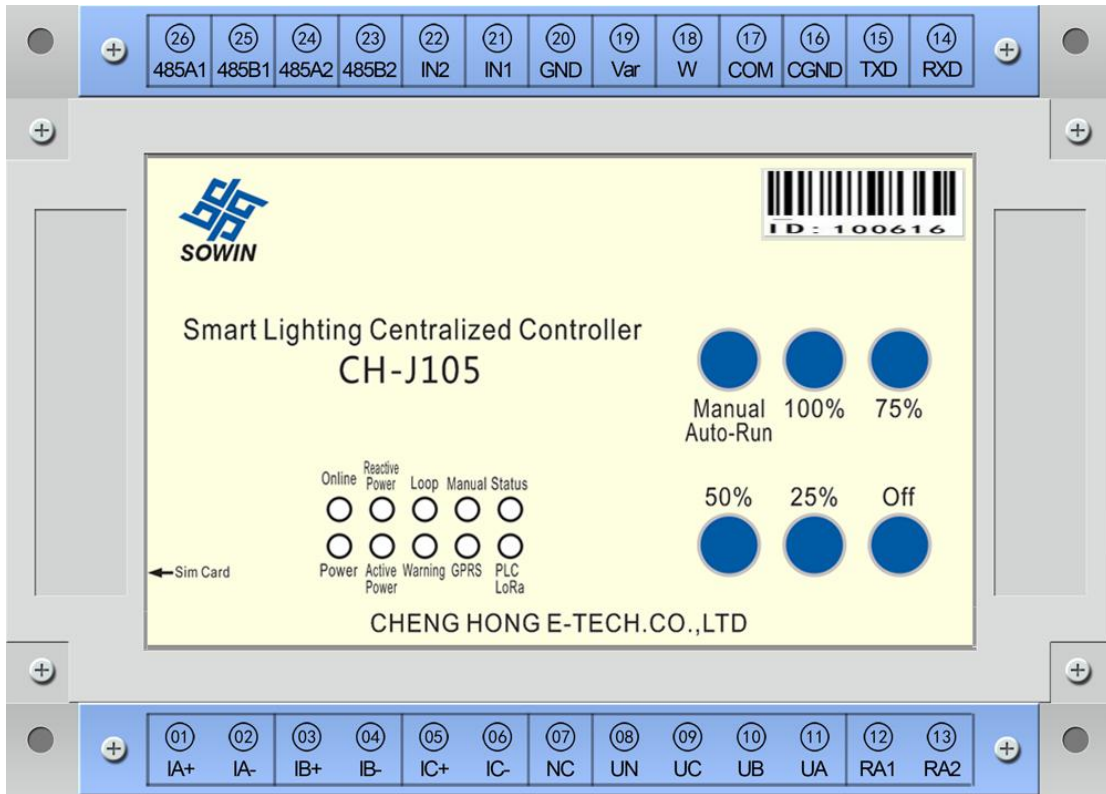 26 25 24 23 22 21 20 19 18 17 16 15 14
485A1 485B1 485A2 485B2 IN2 IN1 GND Var W COM CGND TXD RXD
SOWIN
ID: 100616
Smart Lighting Centralized Controller
CH-J105
Manual
Auto-Run
100%
75%
Online
Reactive
Power
Loop
Manual
Status
50%
25%
Off
Power
Active
Power
Warning
GPRS
PLC
LoRa
Sim Card
CHENG HONG E-TECH.CO.,LTD
01 02 03 04 05 06 07 08 09 10 11 12 13
IA+ IA- IB+ IB- IC+ IC- NC UN UC UB UA RA1 RA2